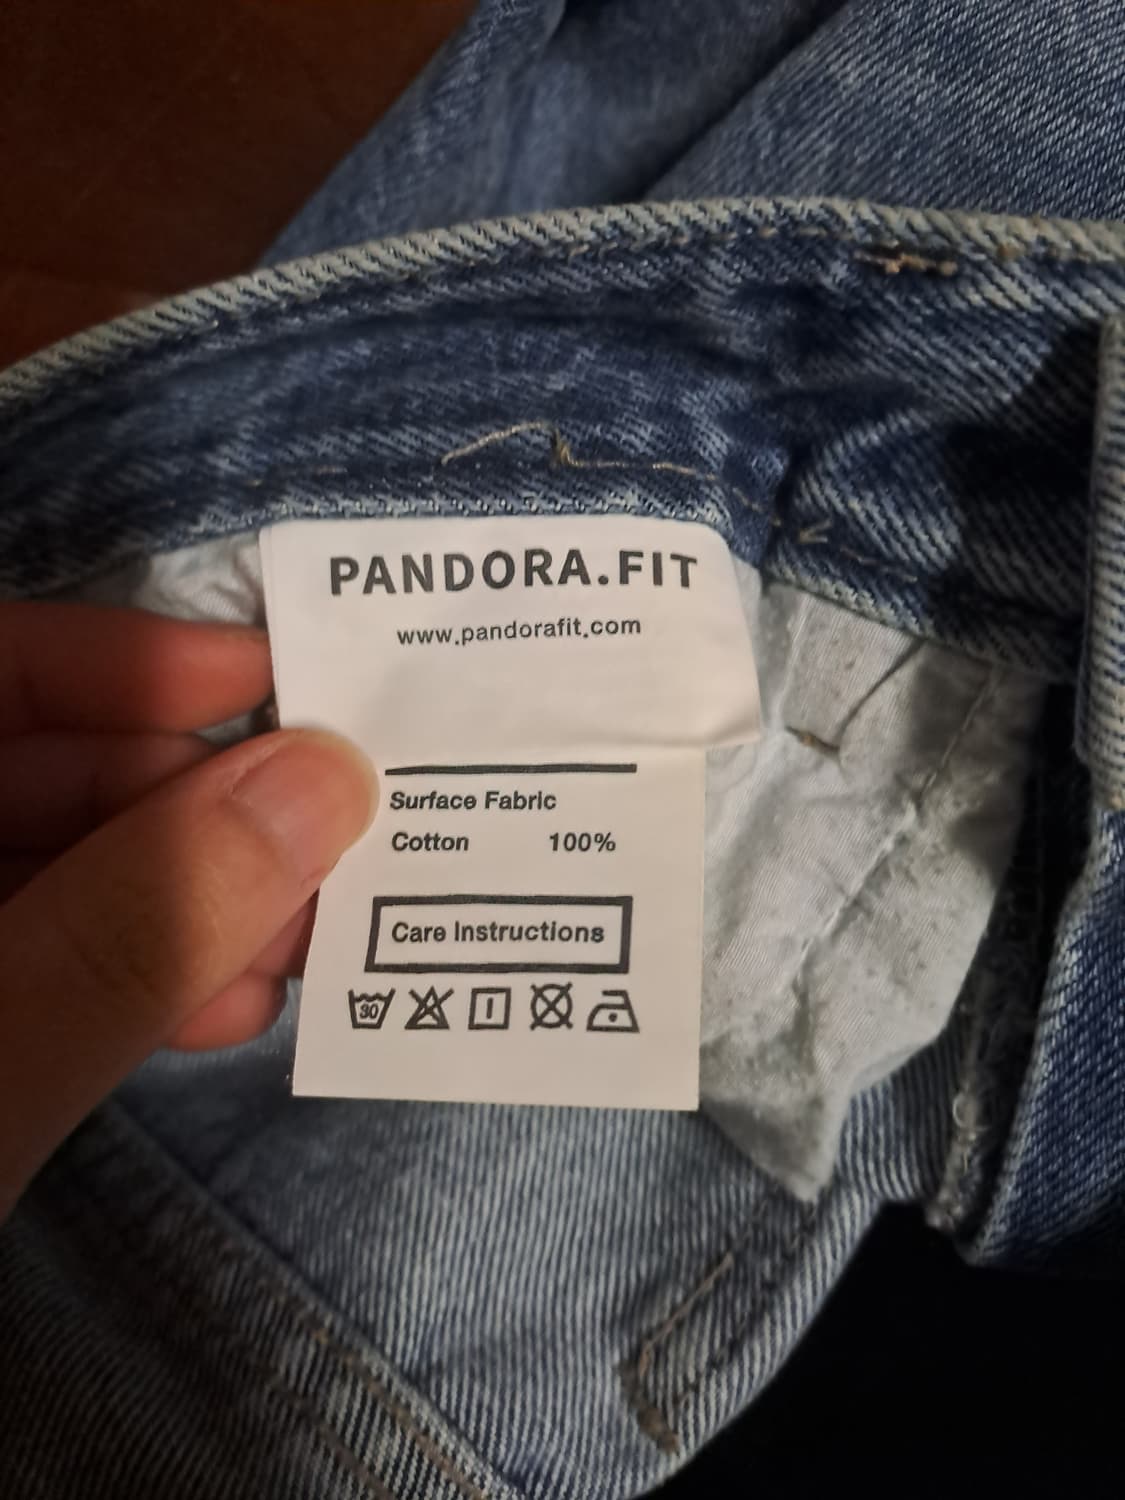 PANDORA.FIT
www.pandorafit.com
Surface Fabric
Cotton 100%
Care Instructions
30